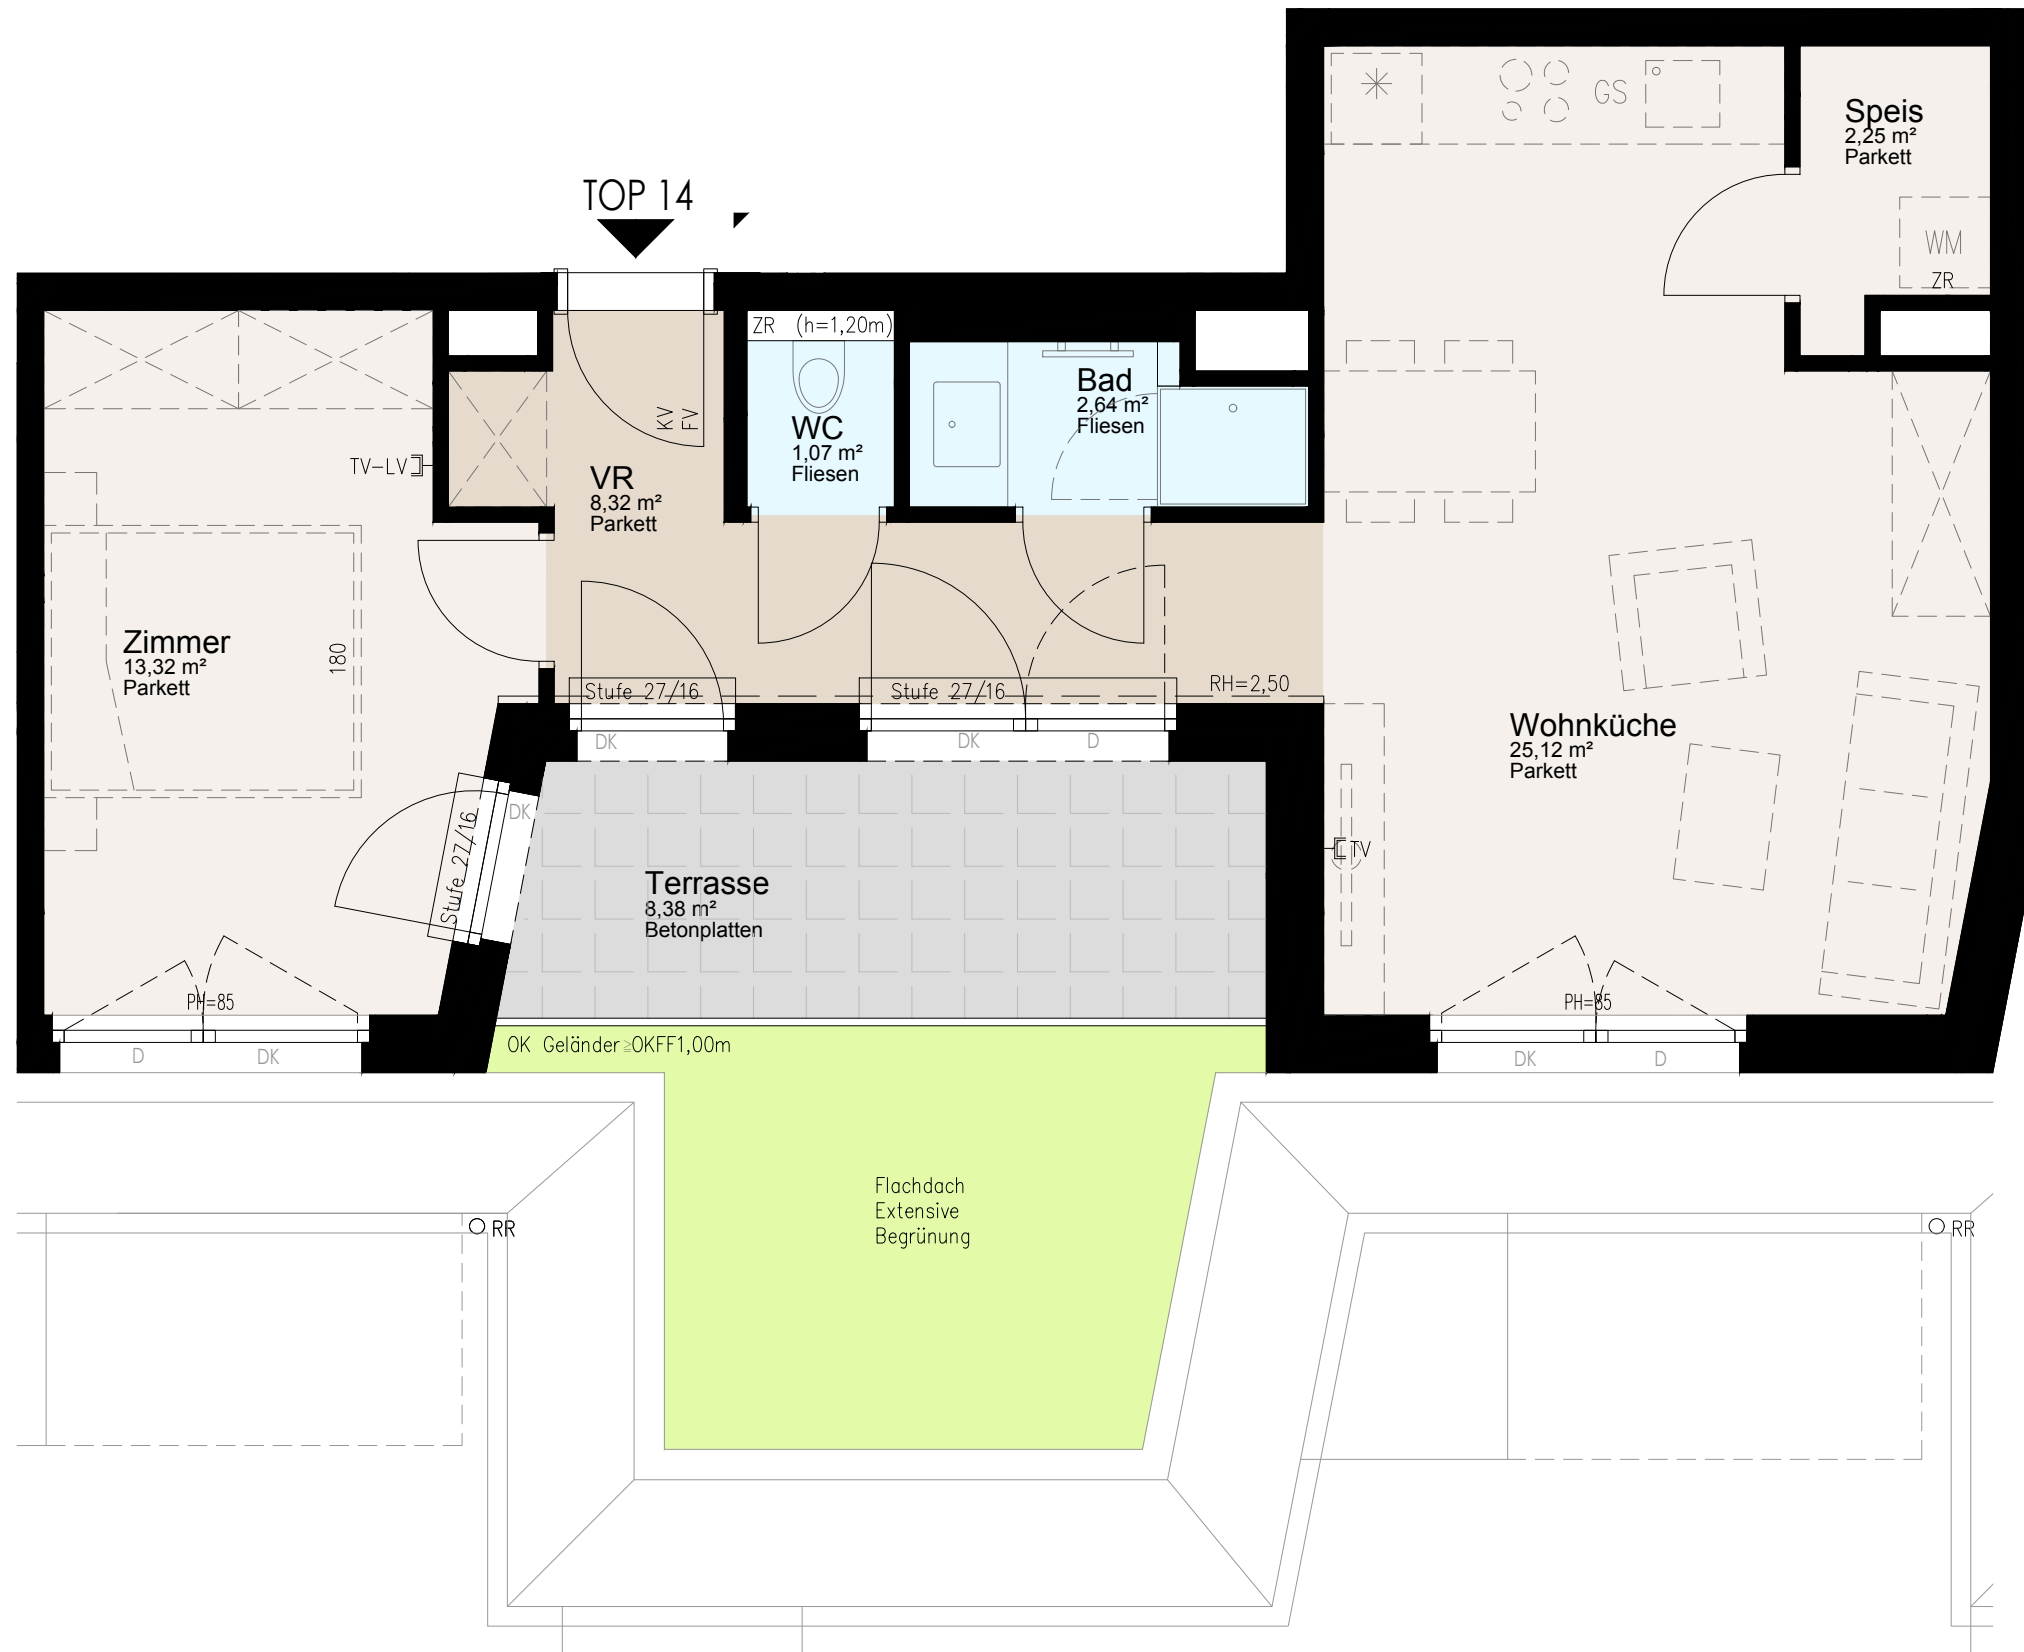 GS
Speis
2,25 m²
Parkett
WM
ZR
TOP 14
ZR (h=1,20m)
KV
FV
Bad
2,64 m²
Fliesen
WC
1,07 m²
Fliesen
TV-LV
VR
8,32 m²
Parkett
Zimmer
13,32 m²
Parkett
180
Stufe 27/16
Stufe 27/16
RH=2,50
DK
DK
D
Wohnküche
25,12 m²
Parkett
DK
Stufe 27/16
TV
Terrasse
8,38 m²
Betonplatten
PH=85
PH=85
D
DK
OK Geländer≥OKFF1,00m
DK
D
Flachdach
Extensive
Begrünung
RR
RR